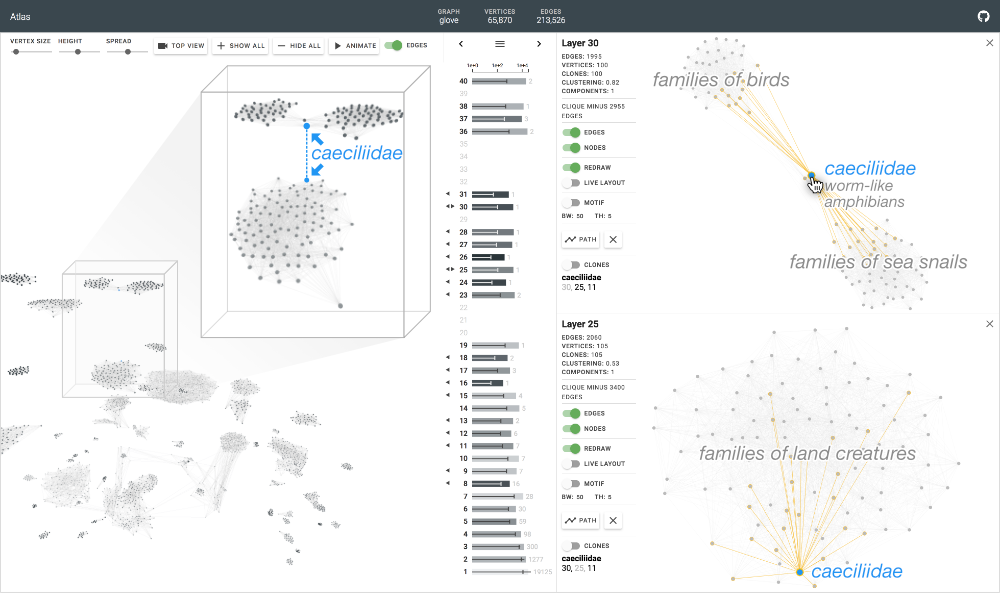 Atlas
GRAPH
glove
VERTICES
65,870
EDGES
213,526
VERTEX SIZE
HEIGHT
SPREAD
TOP VIEW
SHOW ALL
HIDE ALL
ANIMATE
EDGES
caeciliidae
1e+0 1e+2 1e+4
40 2
39
38 1
37 3
36 2
35
34
33
32
31 1
30 1
29
28 1
27 1
26 1
25 1
24 1
23 2
22
21
20
19 1
18 2
17 3
16 1
15 4
14 5
13 2
12 6
11 7
10 7
9 7
8 16
7 28
6 30
5 59
4 98
3 300
2 1277
1 19125
Layer 30
EDGES: 1995
VERTICES: 100
CLONES: 100
CLUSTERING: 0.82
COMPONENTS: 1
CLIQUE MINUS 2955
EDGES
EDGES
NODES
REDRAW
LIVE LAYOUT
MOTIF
BW: 50 TH: 5
PATH
CLONES
caeciliidae
30, 25, 11
families of birds
caeciliidae
worm-like
amphibians
families of sea snails
Layer 25
EDGES: 2060
VERTICES: 105
CLONES: 105
CLUSTERING: 0.53
COMPONENTS: 1
CLIQUE MINUS 3400
EDGES
EDGES
NODES
REDRAW
LIVE LAYOUT
MOTIF
BW: 50 TH: 5
PATH
CLONES
caeciliidae
30, 25, 11
families of land creatures
caeciliidae